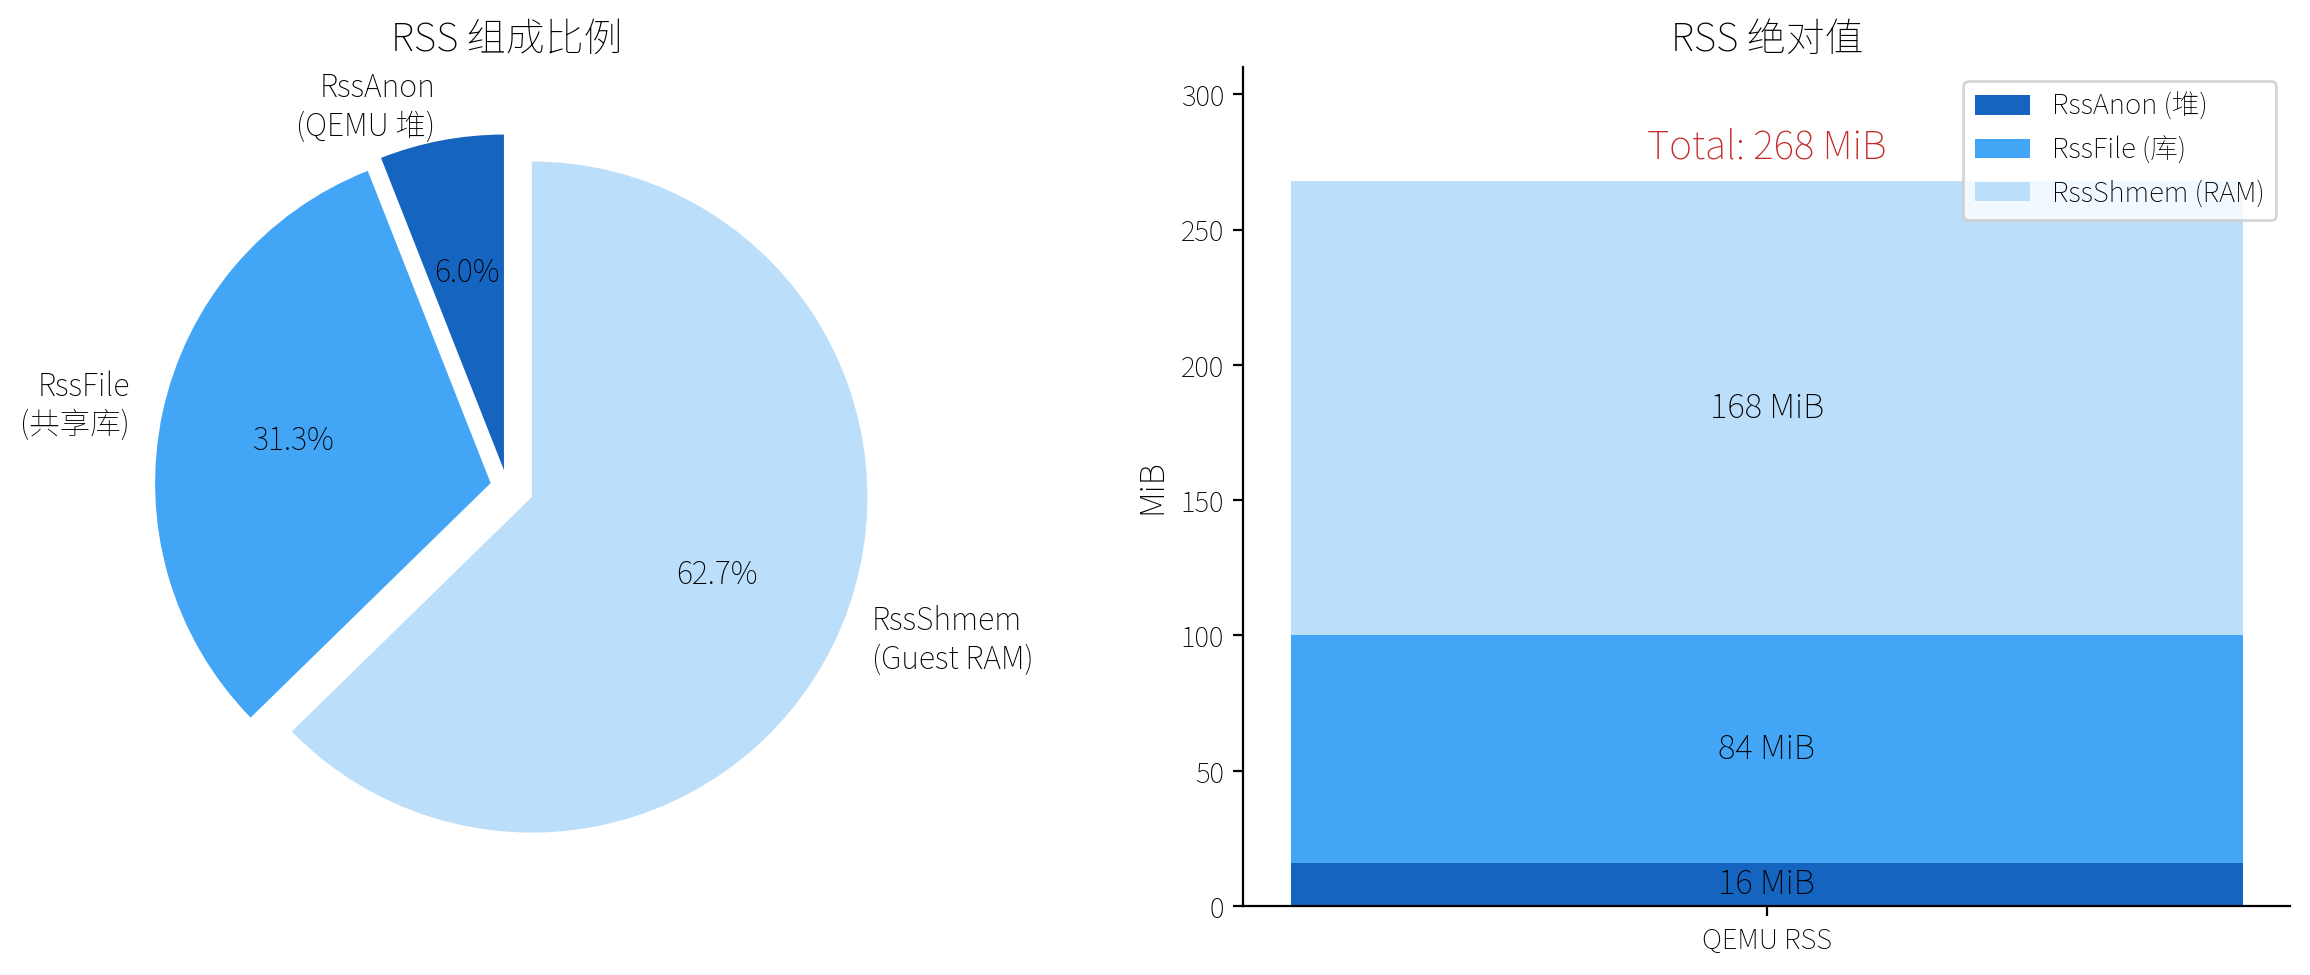 RSS 组成比例
RssAnon
(QEMU 堆)
6.0%
RssFile
(共享库)
31.3%
62.7%
RssShmem
(Guest RAM)
RSS 绝对值
300
250
200
150
100
50
0
MiB
Total: 268 MiB
RssAnon (堆)
RssFile (库)
RssShmem (RAM)
168 MiB
84 MiB
16 MiB
QEMU RSS